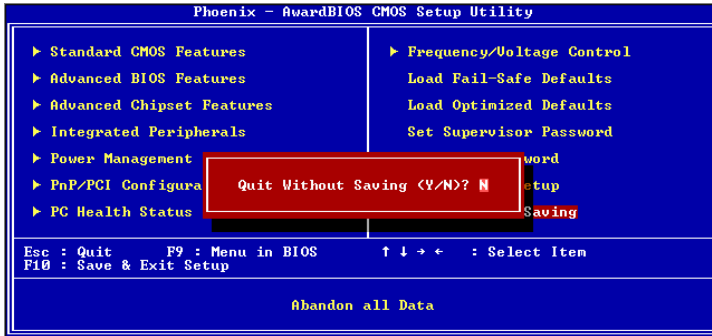 Phoenix - AwardBIOS CMOS Setup Utility
► Standard CMOS Features
► Advanced BIOS Features
► Advanced Chipset Features
► Integrated Peripherals
► Power Management
► PnP/PCI Configura
► PC Health Status
► Frequency/Voltage Control
Load Fail-Safe Defaults
Load Optimized Defaults
Set Supervisor Password
word
etup
Saving
Quit Without Saving (Y/N)? N
Esc : Quit F9 : Menu in BIOS ↑ ↓ → ← : Select Item
F10 : Save & Exit Setup
Abandon all Data